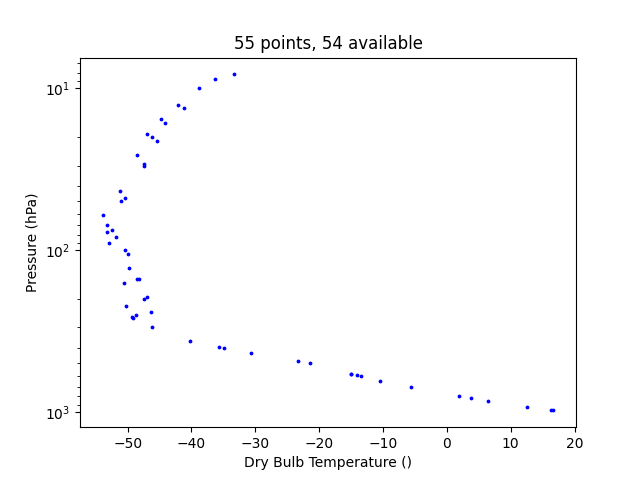 55 points, 54 available
10¹
10²
10³
Pressure (hPa)
−50 −40 −30 −20 −10 0 10 20
Dry Bulb Temperature ()